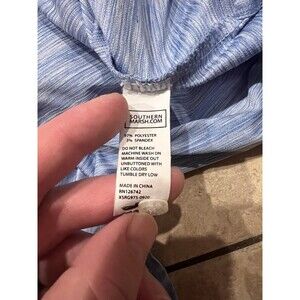 SOUTHERN
MARSH.COM
L
97% POLYESTER
3% SPANDEX
DO NOT BLEACH
MACHINE WASH ON
WARM INSIDE OUT
UNBUTTONED WITH
LIKE COLORS
TUMBLE DRY LOW
MADE IN CHINA
RN126742